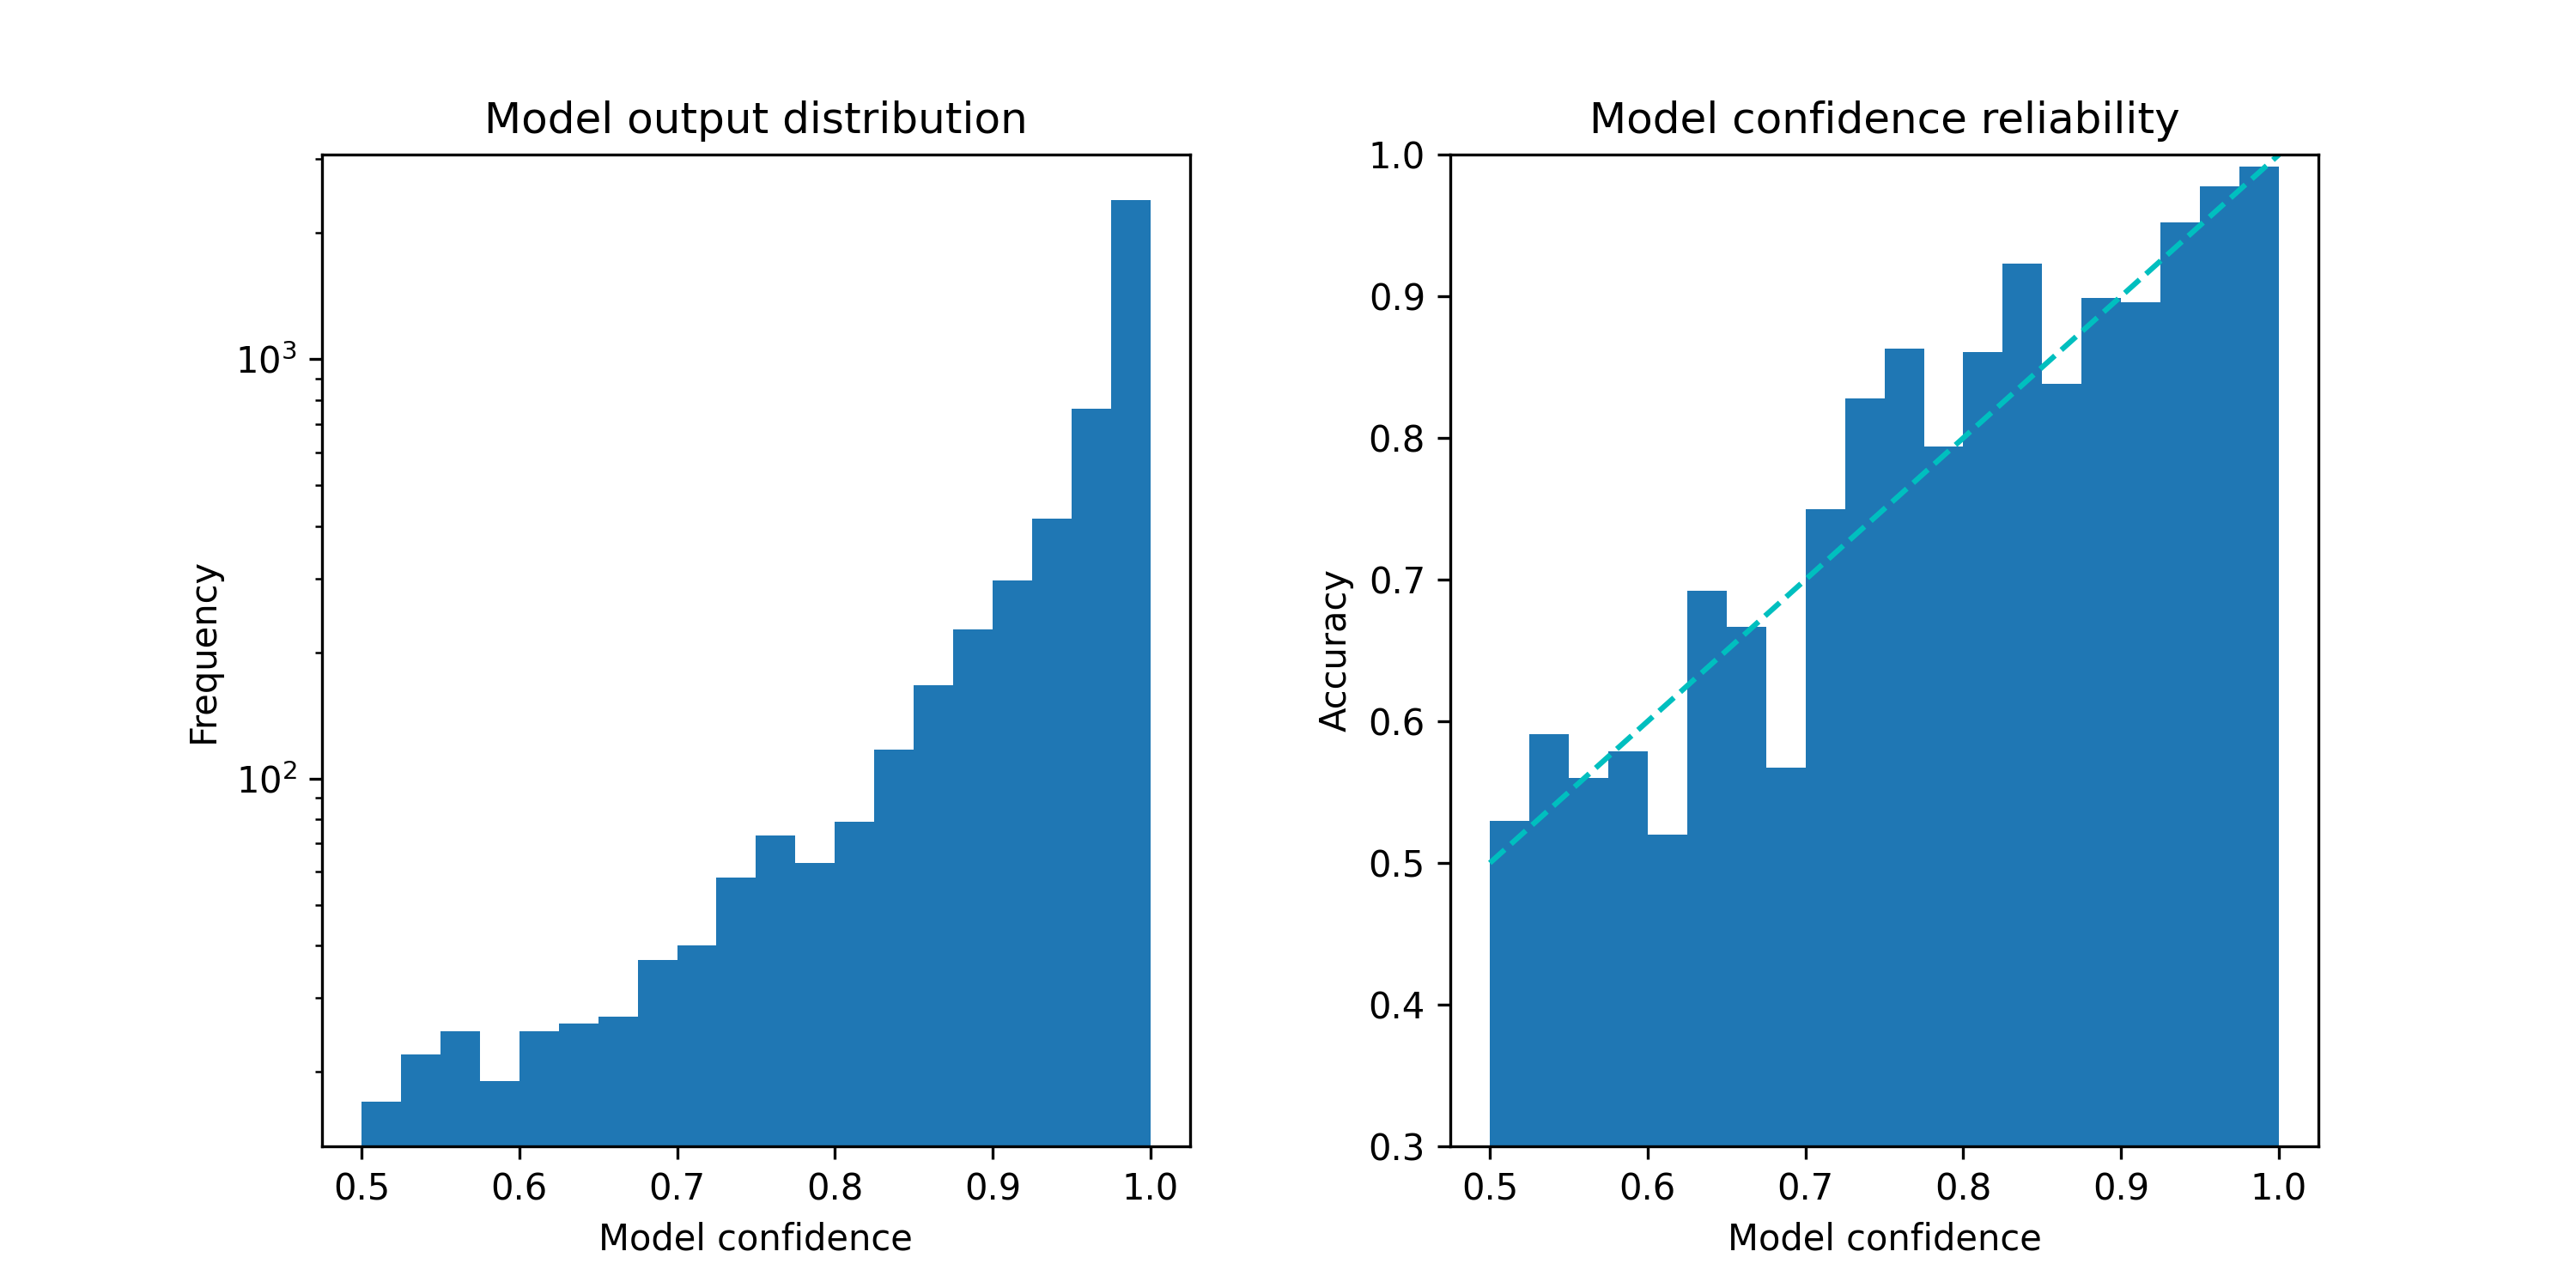 Model output distribution
Frequency
10³
10²
0.5 0.6 0.7 0.8 0.9 1.0
Model confidence
Model confidence reliability
Accuracy
1.0
0.9
0.8
0.7
0.6
0.5
0.4
0.3
0.5 0.6 0.7 0.8 0.9 1.0
Model confidence